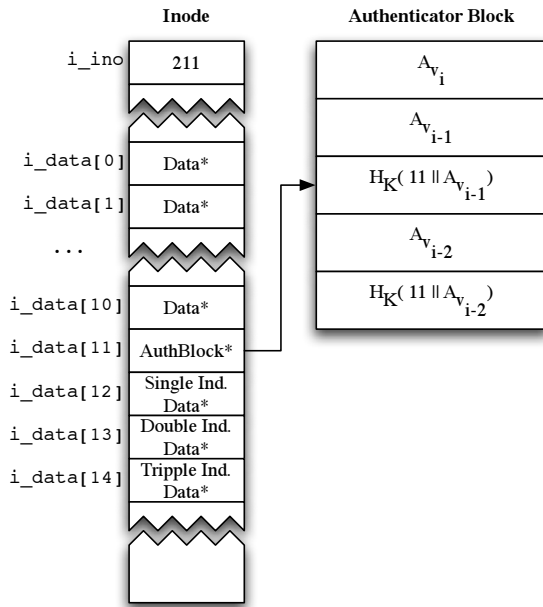 Inode
i_ino
211
i_data[0]
Data*
i_data[1]
Data*
...
i_data[10]
Data*
i_data[11]
AuthBlock*
i_data[12]
Single Ind.
Data*
i_data[13]
Double Ind.
Data*
i_data[14]
Tripple Ind.
Data*
Authenticator Block
A_{v_i}
A_{v_{i-1}}
H_K( 11 || A_{v_{i-1}})
A_{v_{i-2}}
H_K( 11 || A_{v_{i-2}})